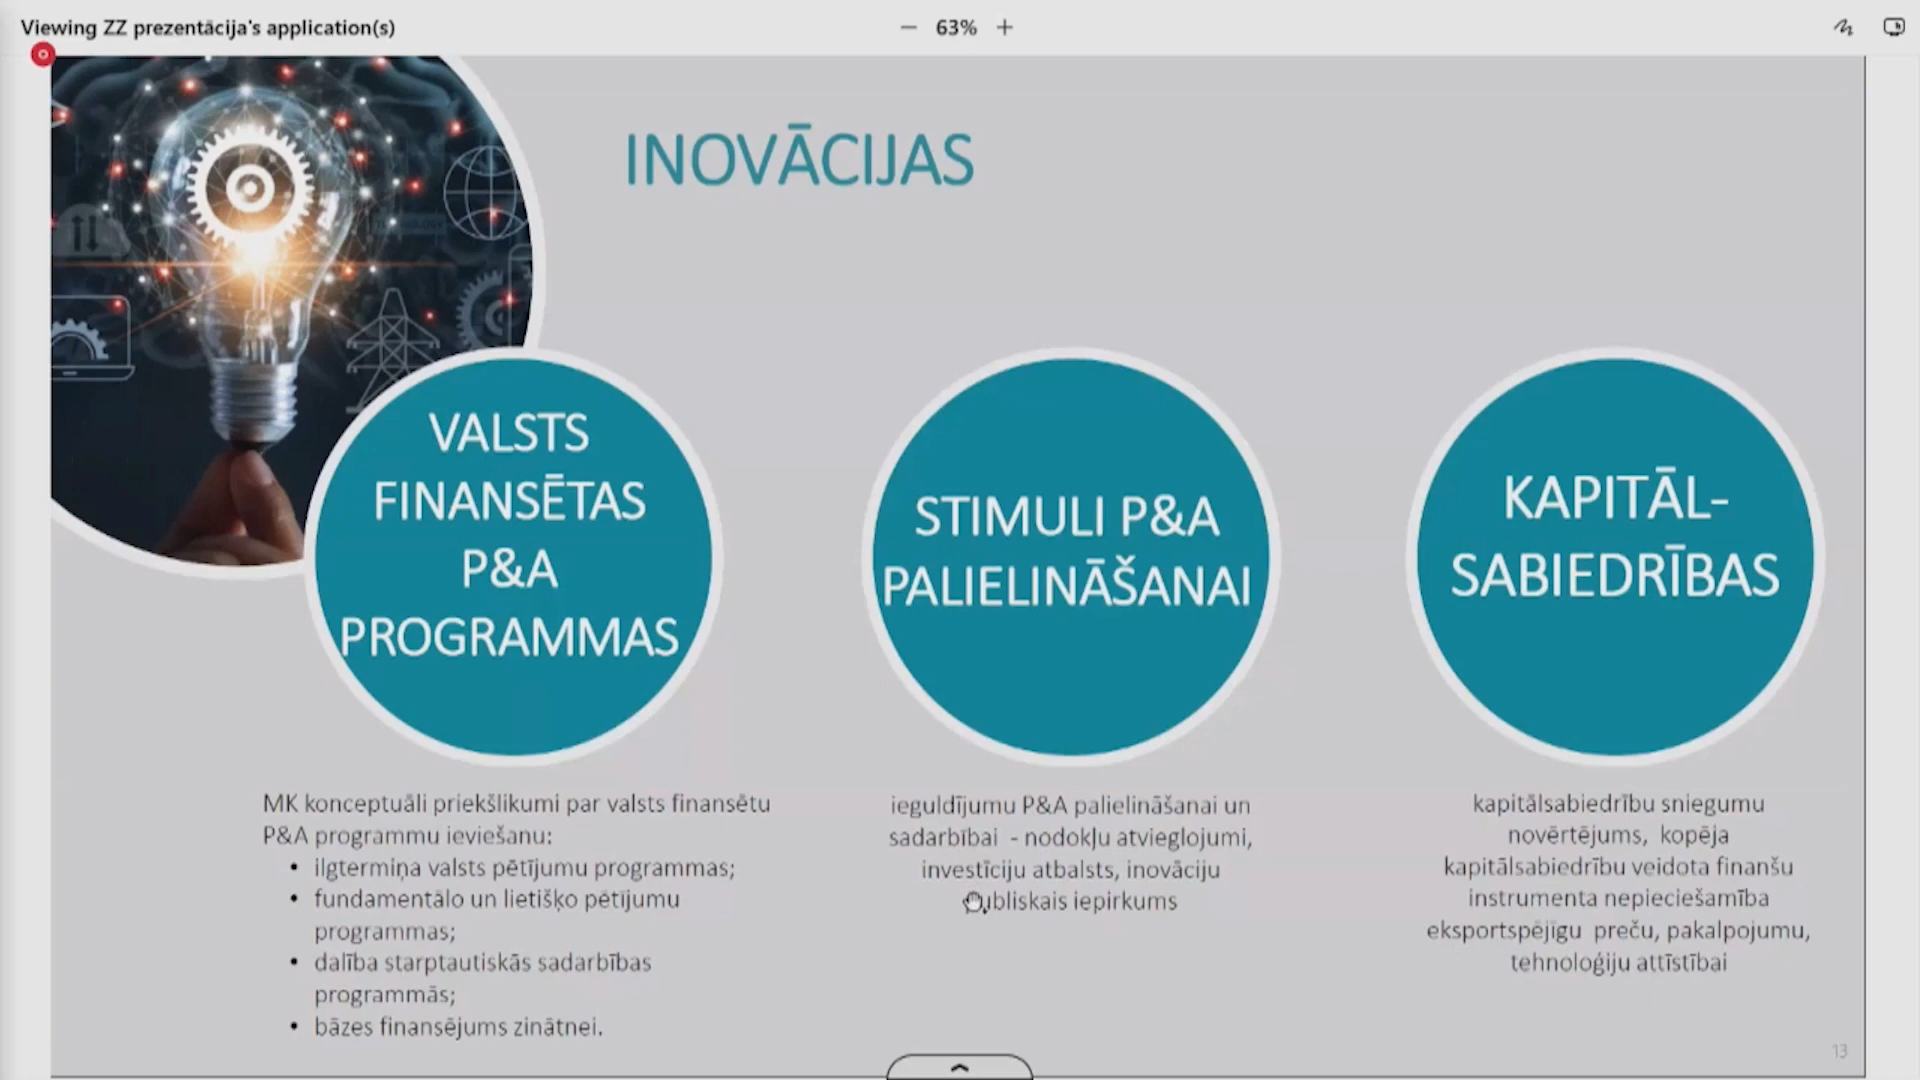 Viewing ZZ prezentācija's application(s)
63%
INOVĀCIJAS
VALSTS
FINANSĒTAS
P&A
PROGRAMMAS
MK konceptuāli priekšlikumi par valsts finansētu
P&A programmu ieviešanu:
• ilgtermiņa valsts pētījumu programmas;
• fundamentālo un lietišķo pētījumu
programmas;
• dalība starptautiskās sadarbības
programmās;
• bāzes finansējums zinātnei.
STIMULI P&A
PALIELINĀŠANAI
ieguldījumu P&A palielināšanai un
sadarbībai - nodokļu atvieglojumi,
investīciju atbalsts, inovāciju
iepirkums
KAPITĀL-
SABIEDRĪBAS
kapitālsabiedrību sniegumu
novērtējums, kopēja
kapitālsabiedrību veidota finanšu
instrumenta nepieciešamība
eksportspējīgu preču, pakalpojumu,
tehnoloģiju attīstībai
13